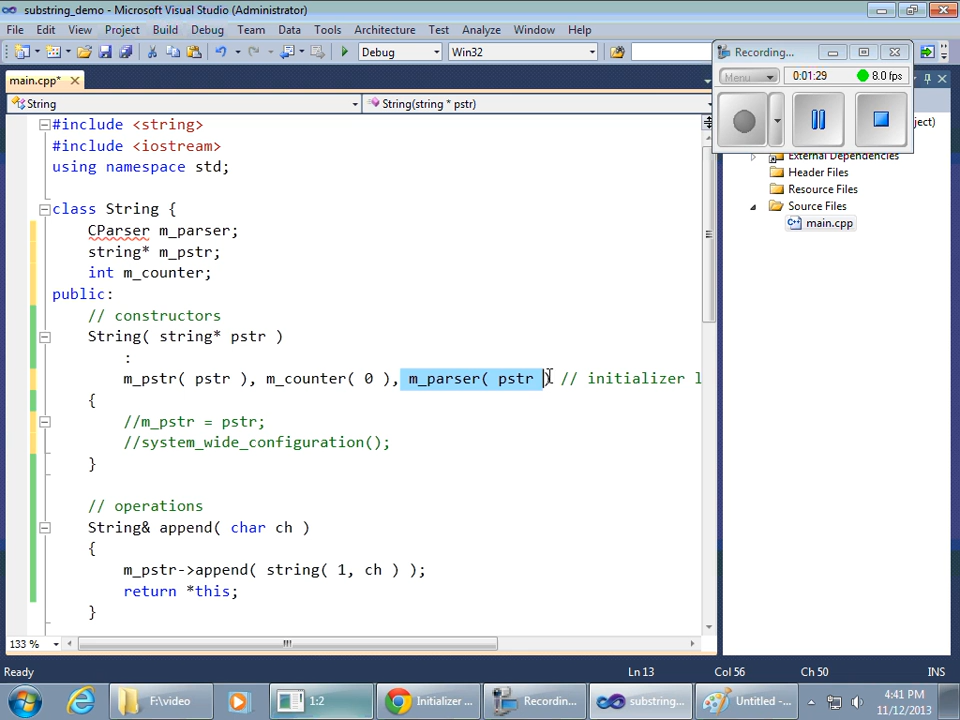 substring_demo - Microsoft Visual Studio (Administrator)
File Edit View Project Build Debug Team Data Tools Architecture Test Analyze Window Help
Debug Win32
Recording...
Menu 0:01:29 8.0 fps
main.cpp* 
String String(string * pstr)
#include <string>
#include <iostream>
using namespace std;
class String {
CParser m_parser;
string* m_pstr;
int m_counter;
public:
// constructors
String( string* pstr )
:
m_pstr( pstr ), m_counter( 0 ), m_parser( pstr ) // initializer l
{
//m_pstr = pstr;
//system_wide_configuration();
}
// operations
String& append( char ch )
{
m_pstr->append( string( 1, ch ) );
return *this;
}
ject)
External Dependencies
Header Files
Resource Files
Source Files
main.cpp
133 %
Ready Ln 13 Col 56 Ch 50 INS
F:\video 1:2 Initializer ... Recording... substring... Untitled -... 4:41 PM
11/12/2013